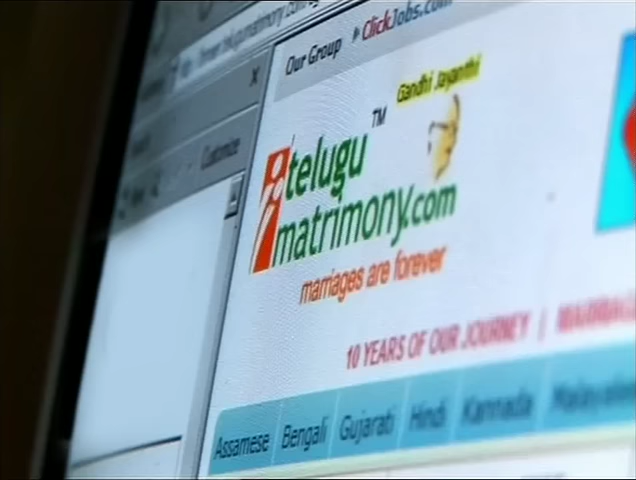 Our Group ClickJobs.com
Customize
X
Gandhi Jayanthi
TM
telugu
matrimony.com
marriages are forever
10 YEARS OF OUR JOURNEY |
Assamese Bengali Gujarati Hindi Kannada